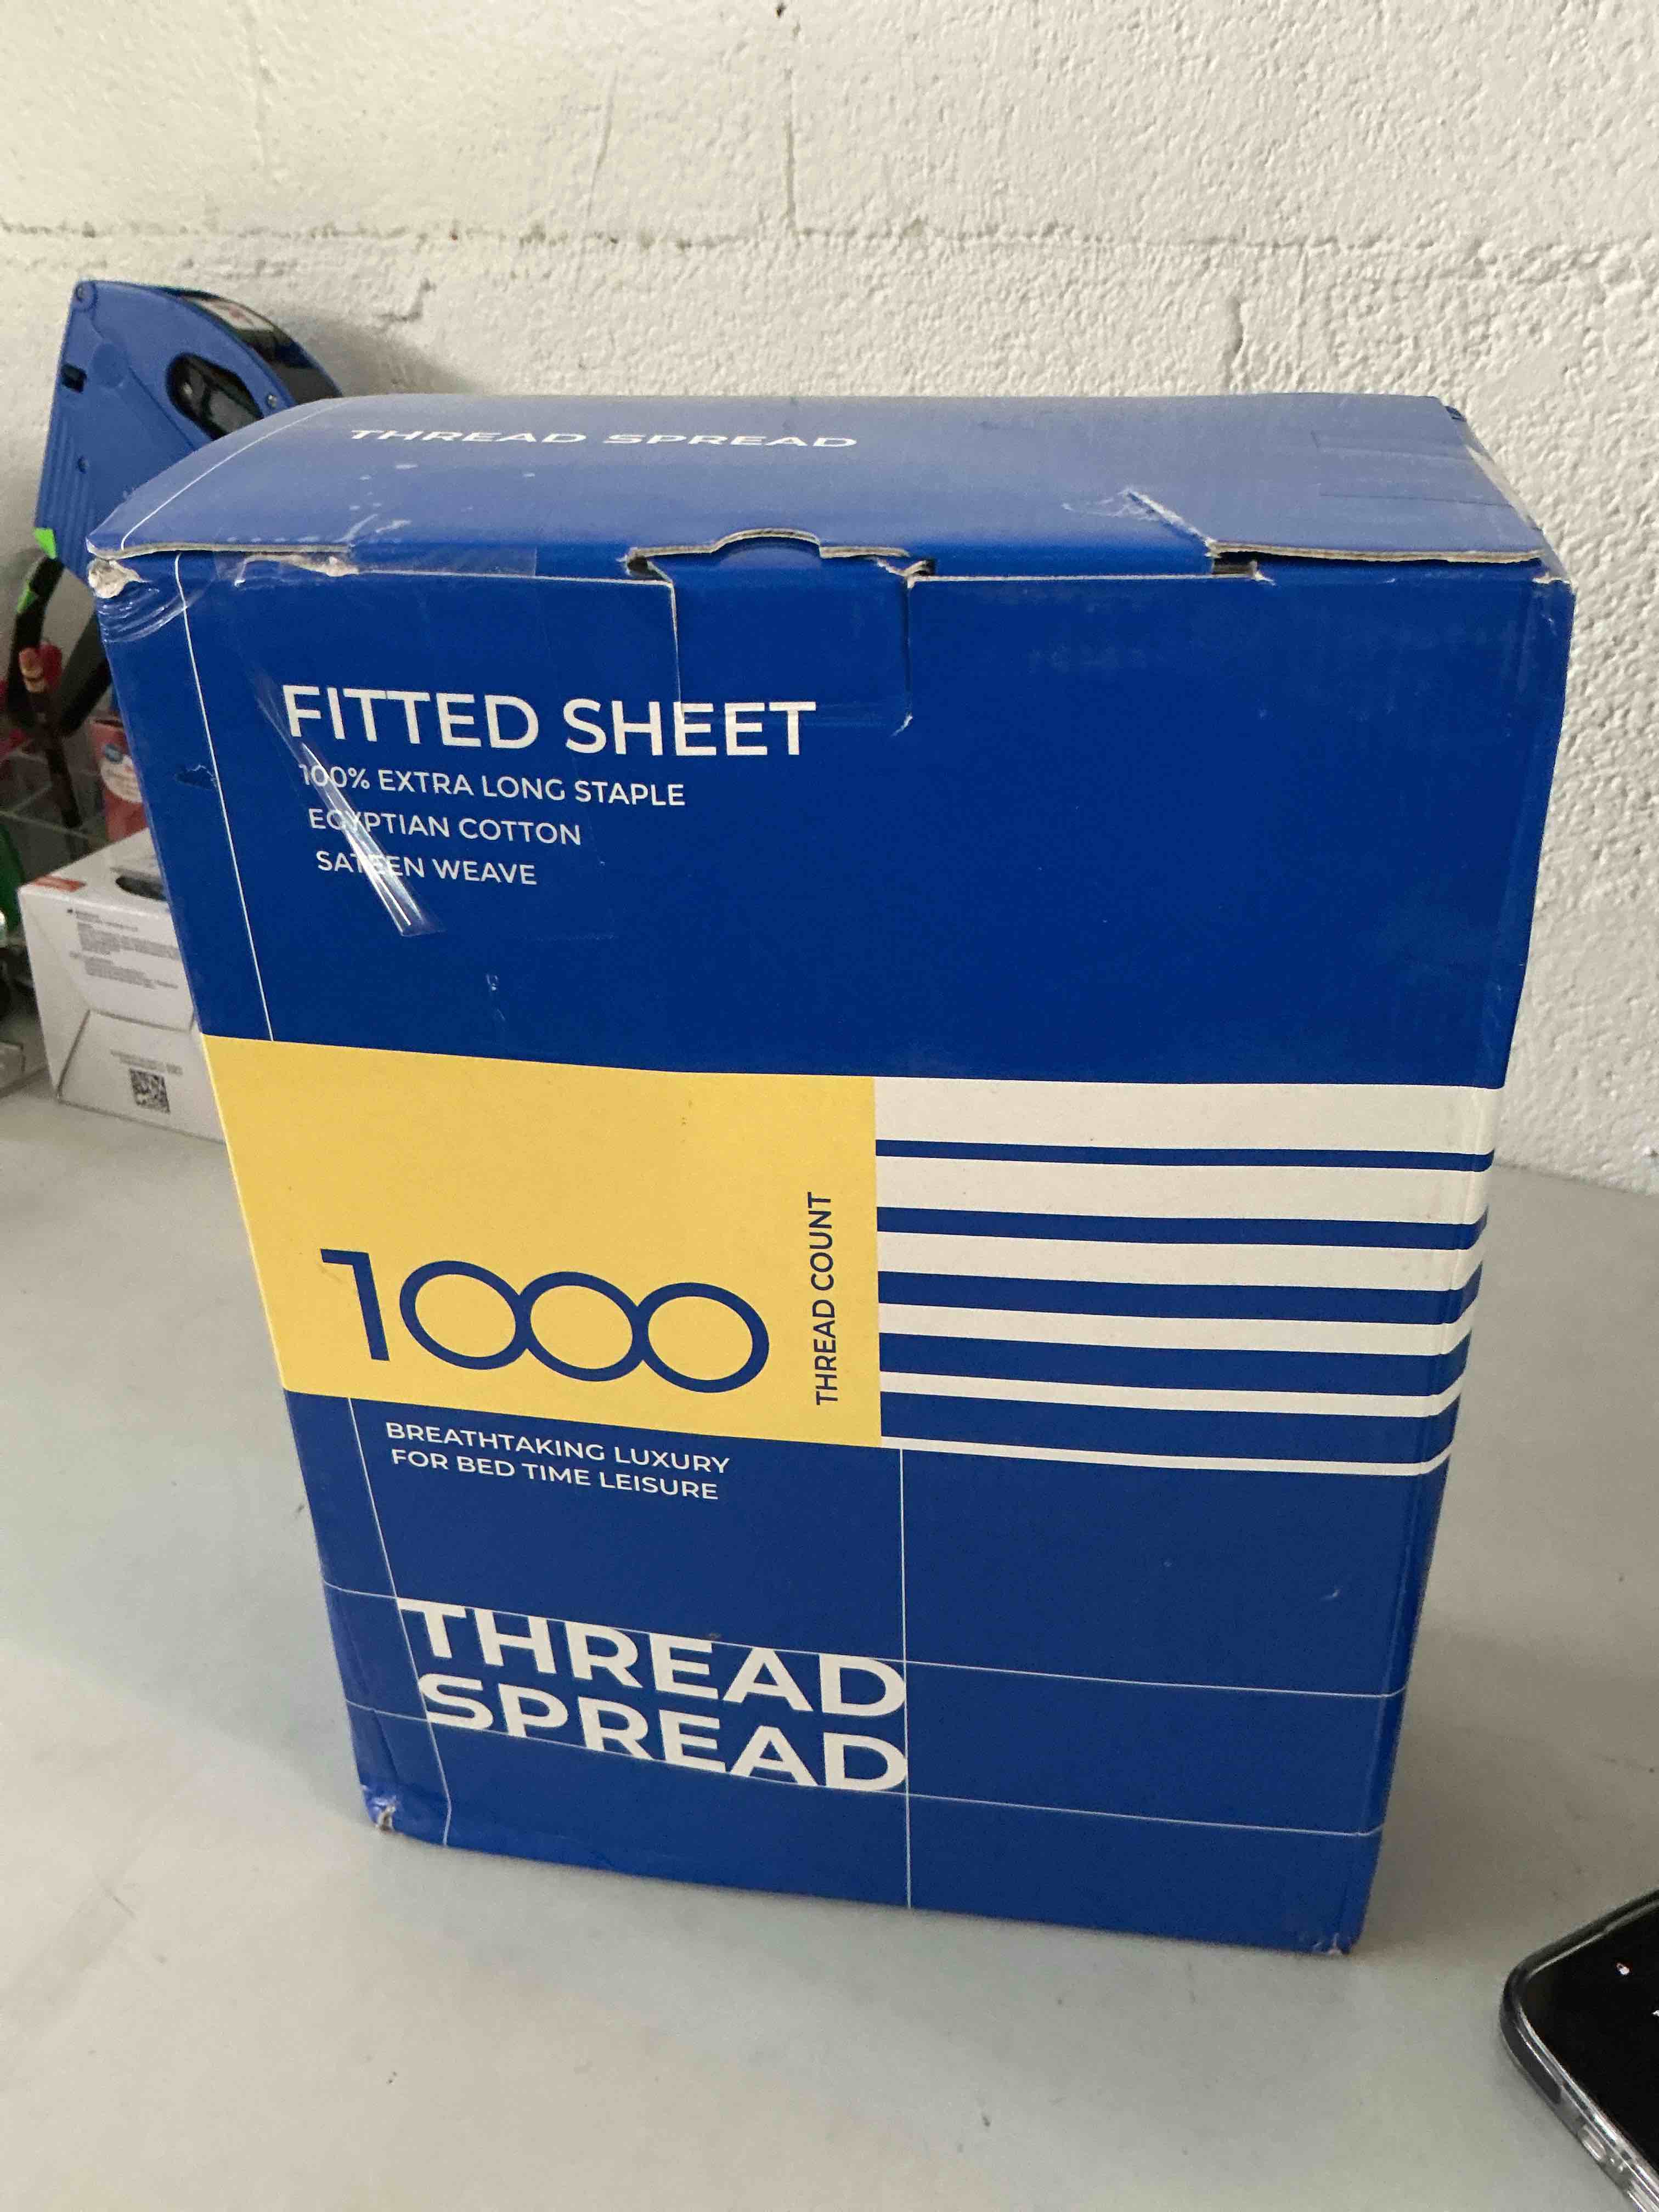 THREAD SPREAD
FITTED SHEET
100% EXTRA LONG STAPLE
EGYPTIAN COTTON
SATEEN WEAVE
1000
THREAD COUNT
BREATHTAKING LUXURY
FOR BED TIME LEISURE
THREAD
SPREAD